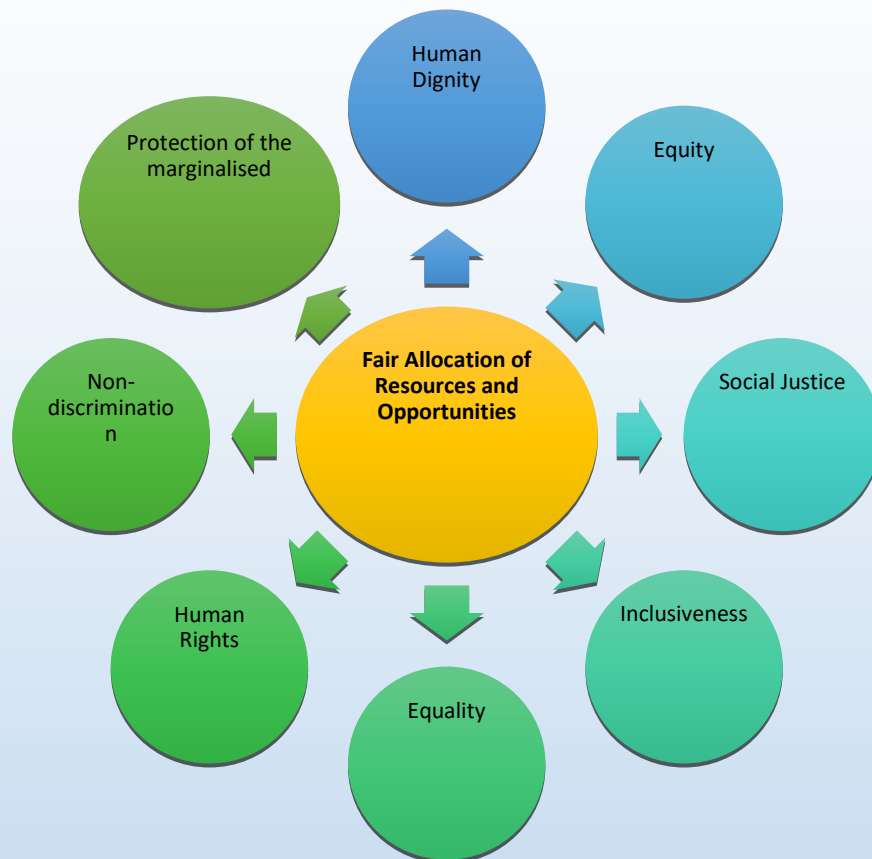 Human
Dignity
Equity
Social Justice
Inclusiveness
Equality
Human
Rights
Non-
discriminatio
n
Protection of the
marginalised
Fair Allocation of
Resources and
Opportunities